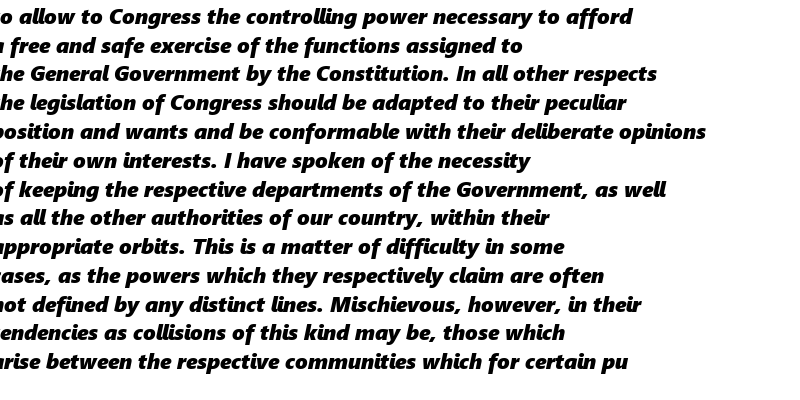 to allow to Congress the controlling power necessary to afford
a free and safe exercise of the functions assigned to
the General Government by the Constitution. In all other respects
the legislation of Congress should be adapted to their peculiar
position and wants and be conformable with their deliberate opinions
of their own interests. I have spoken of the necessity
of keeping the respective departments of the Government, as well
as all the other authorities of our country, within their
appropriate orbits. This is a matter of difficulty in some
cases, as the powers which they respectively claim are often
not defined by any distinct lines. Mischievous, however, in their
tendencies as collisions of this kind may be, those which
arise between the respective communities which for certain pu